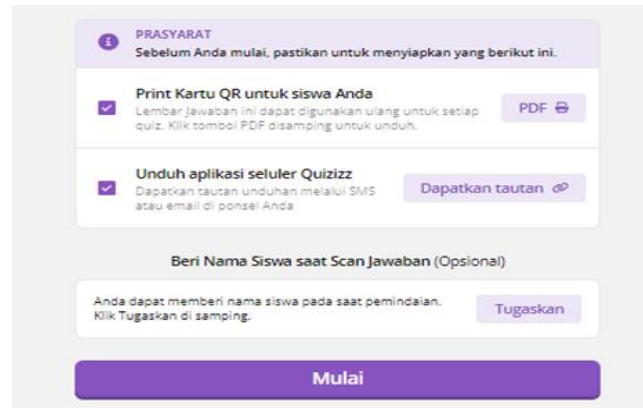 PRASYARAT
Sebelum Anda mulai, pastikan untuk menyiapkan yang berikut ini.
Print Kartu QR untuk siswa Anda
Lembar Jawaban ini dapat digunakan ulang untuk setiap
quiz. Klik tombol PDF disamping untuk unduh.
PDF
Unduh aplikasi seluler Quizizz
Dapatkan tautan unduhan melalui SMS
atau email di ponsel Anda
Dapatkan tautan
Beri Nama Siswa saat Scan Jawaban (Opsional)
Anda dapat memberi nama siswa pada saat pemindaian.
Klik Tugaskan di samping.
Tugaskan
Mulai